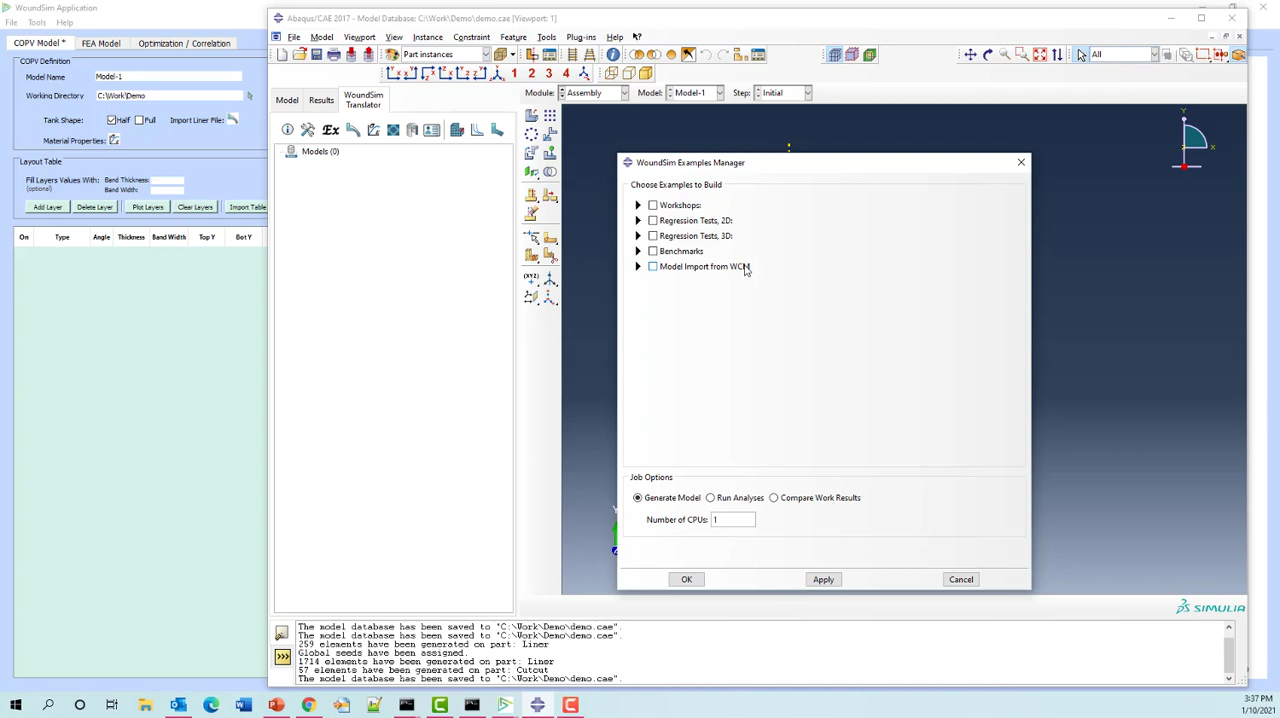 WoundSim Application
File Tools Help
COPV Model * FEA Model Optimization / Correlation
COPV Definition
Model Name Model-1
Working Directory C:\Work\Demo
Tank Shape: Half Full Import Liner File:
Material Properties:
Layout Table
Fill Layers Values With: Band Thickness:
(optional) Band Width:
Add Layer Delete Layer Plot Layers Clear Layers Import Table
On Type Angle Thickness Band Width Top Y Bot Y
Abaqus/CAE 2017 - Model Database: C:\Work\Demo\demo.cae [Viewport: 1]
File Model Viewport View Instance Constraint Feature Tools Plug-ins Help
Part instances All
1 2 3 4
Model Results WoundSim Translator
Module: Assembly Model: Model-1 Step: Initial
Ex
Models (0)
(XYZ)
Y
X
WoundSim Examples Manager
Choose Examples to Build
Workshops:
Regression Tests, 2D:
Regression Tests, 3D:
Benchmarks
Model Import from WCM
Job Options
Generate Model Run Analyses Compare Work Results
Number of CPUs: 1
OK Apply Cancel
Y
Z
SIMULIA
The model database has been saved to "C:\Work\Demo\demo.cae".
The model database has been saved to "C:\Work\Demo\demo.cae".
259 elements have been generated on part: Liner
Global seeds have been assigned.
1714 elements have been generated on part: Liner
57 elements have been generated on part: Cutout
The model database has been saved to "C:\Work\Demo\demo.cae".
>>>
3:37 PM
1/10/2021